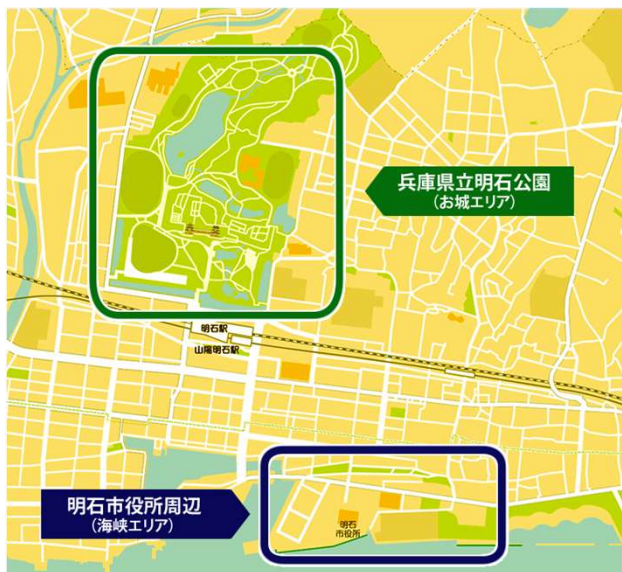 兵庫県立明石公園
(お城エリア)
明石駅
山陽明石駅
明石市役所周辺
(海峡エリア)
明石
市役所